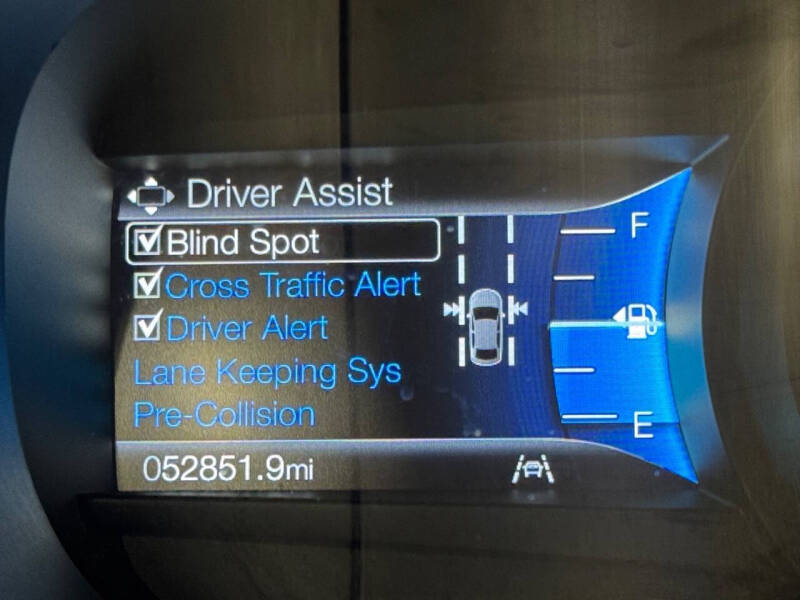 Driver Assist
Blind Spot
Cross Traffic Alert
Driver Alert
Lane Keeping Sys
Pre-Collision
F
E
052851.9mi